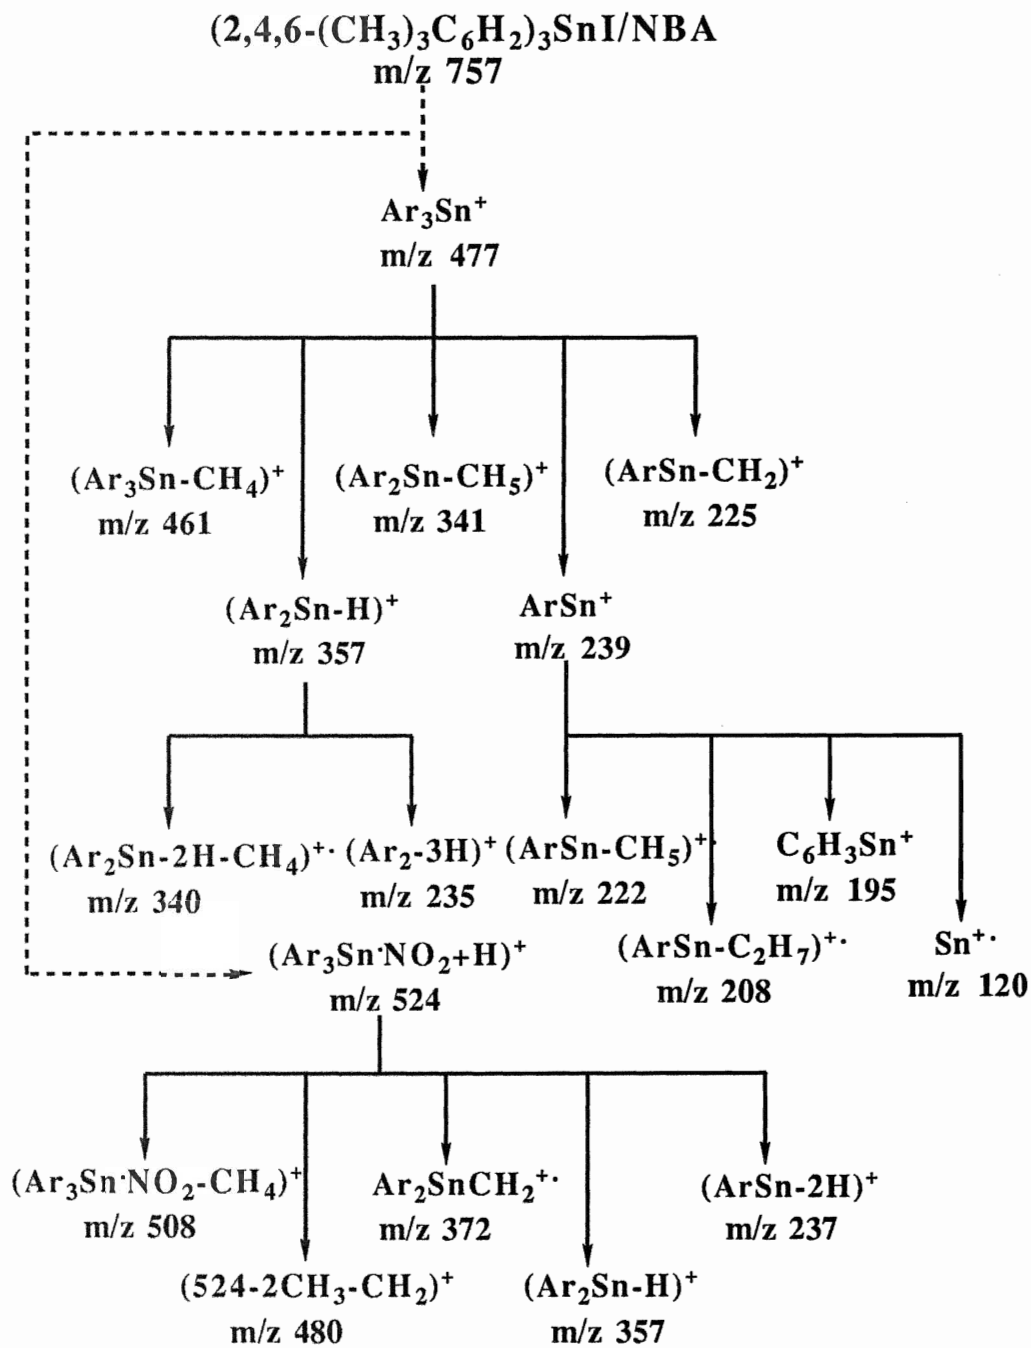 (2,4,6-(CH₃)₃C₆H₂)₃SnI/NBA
m/z 757
Ar₃Sn⁺
m/z 477
(Ar₃Sn-CH₄)⁺
m/z 461
(Ar₂Sn-CH₅)⁺
m/z 341
(ArSn-CH₂)⁺
m/z 225
(Ar₂Sn-H)⁺
m/z 357
ArSn⁺
m/z 239
(Ar₂Sn-2H-CH₄)⁺·
m/z 340
(Ar₂-3H)⁺
m/z 235
(ArSn-CH₅)⁺·
m/z 222
C₆H₃Sn⁺
m/z 195
(Ar₃Sn·NO₂+H)⁺
m/z 524
(ArSn-C₂H₇)⁺·
m/z 208
Sn⁺·
m/z 120
(Ar₃Sn·NO₂-CH₄)⁺
m/z 508
Ar₂SnCH₂⁺·
m/z 372
(ArSn-2H)⁺
m/z 237
(524-2CH₃-CH₂)⁺
m/z 480
(Ar₂Sn-H)⁺
m/z 357